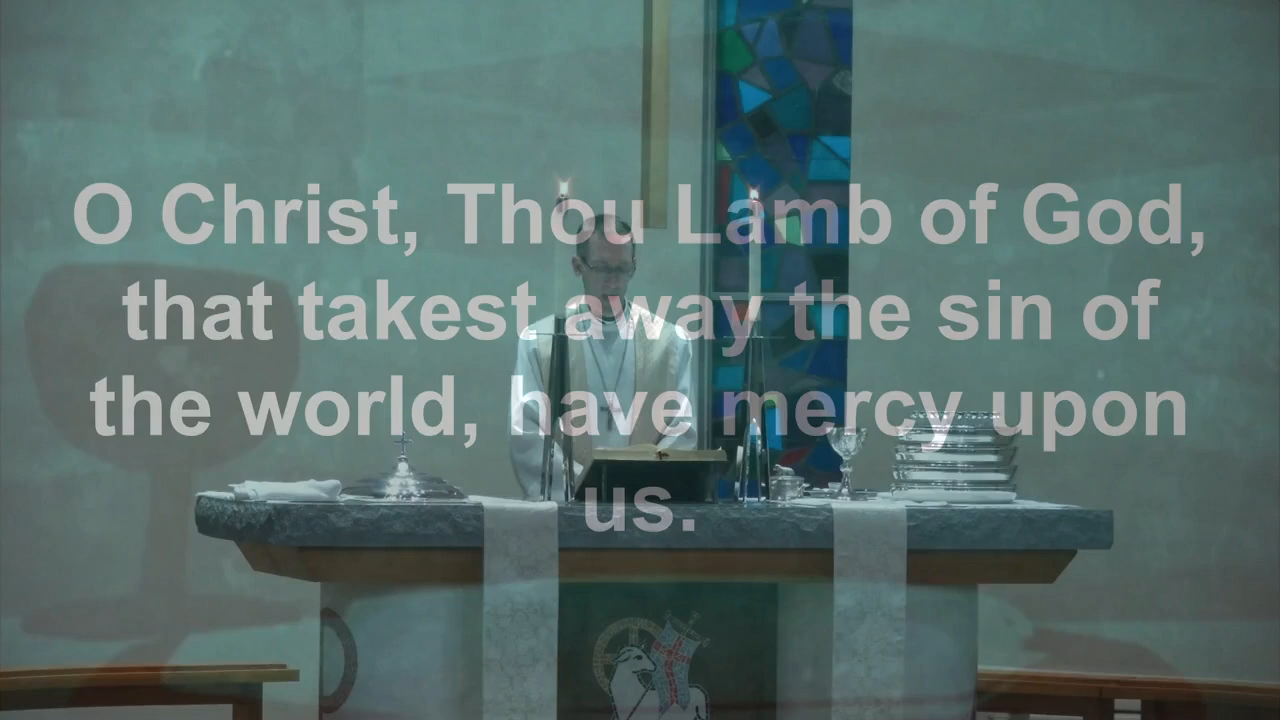 O Christ, Thou Lamb of God,
that takest away the sin of
the world, have mercy upon
us.